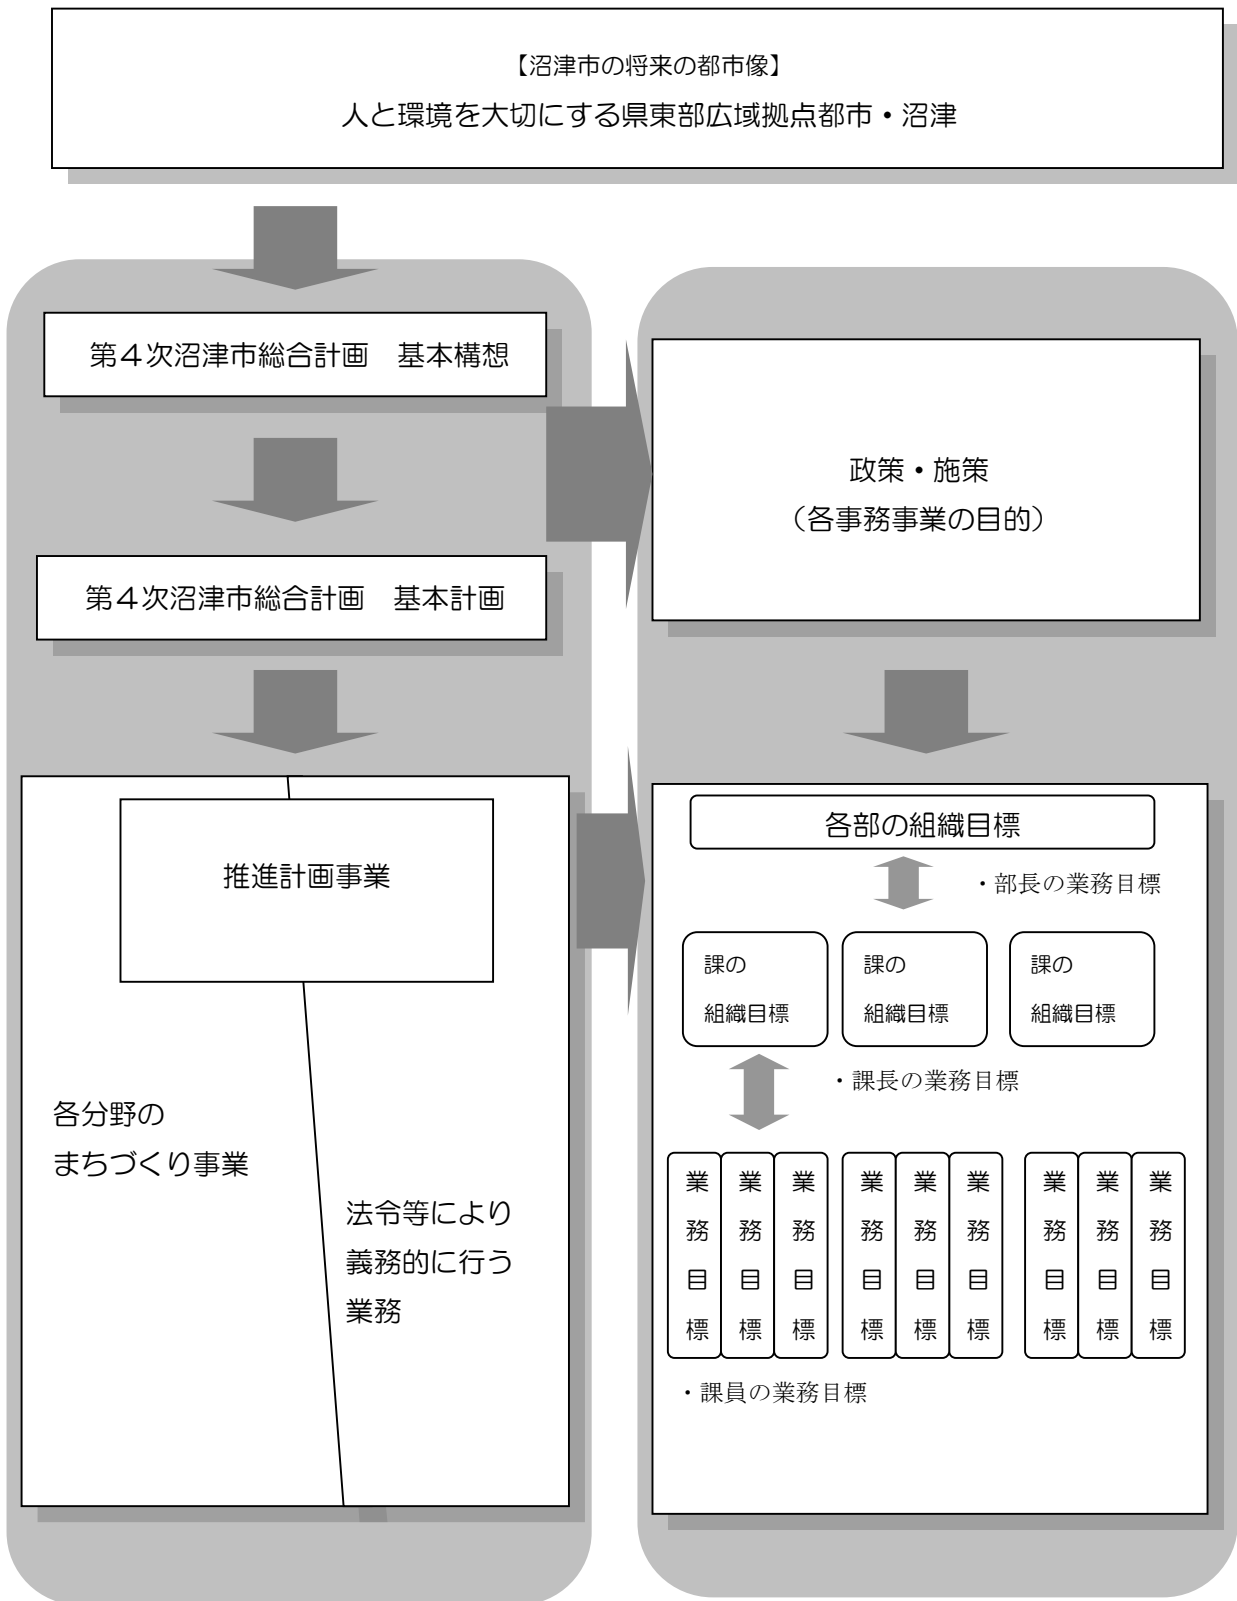 【沼津市の将来の都市像】
人と環境を大切にする県東部広域拠点都市・沼津
第４次沼津市総合計画　基本構想
第４次沼津市総合計画　基本計画
推進計画事業
各分野の
まちづくり事業
法令等により
義務的に行う
業務
政策・施策
（各事務事業の目的）
各部の組織目標
・部長の業務目標
課の
組織目標
課の
組織目標
課の
組織目標
・課長の業務目標
業務目標
業務目標
業務目標
業務目標
業務目標
業務目標
業務目標
業務目標
業務目標
・課員の業務目標